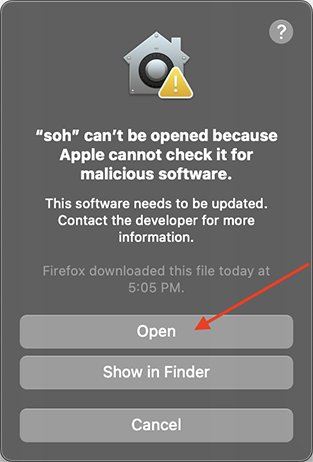 ?
“soh” can’t be opened because
Apple cannot check it for
malicious software.
This software needs to be updated.
Contact the developer for more
information.
Firefox downloaded this file today at
5:05 PM.
Open
Show in Finder
Cancel